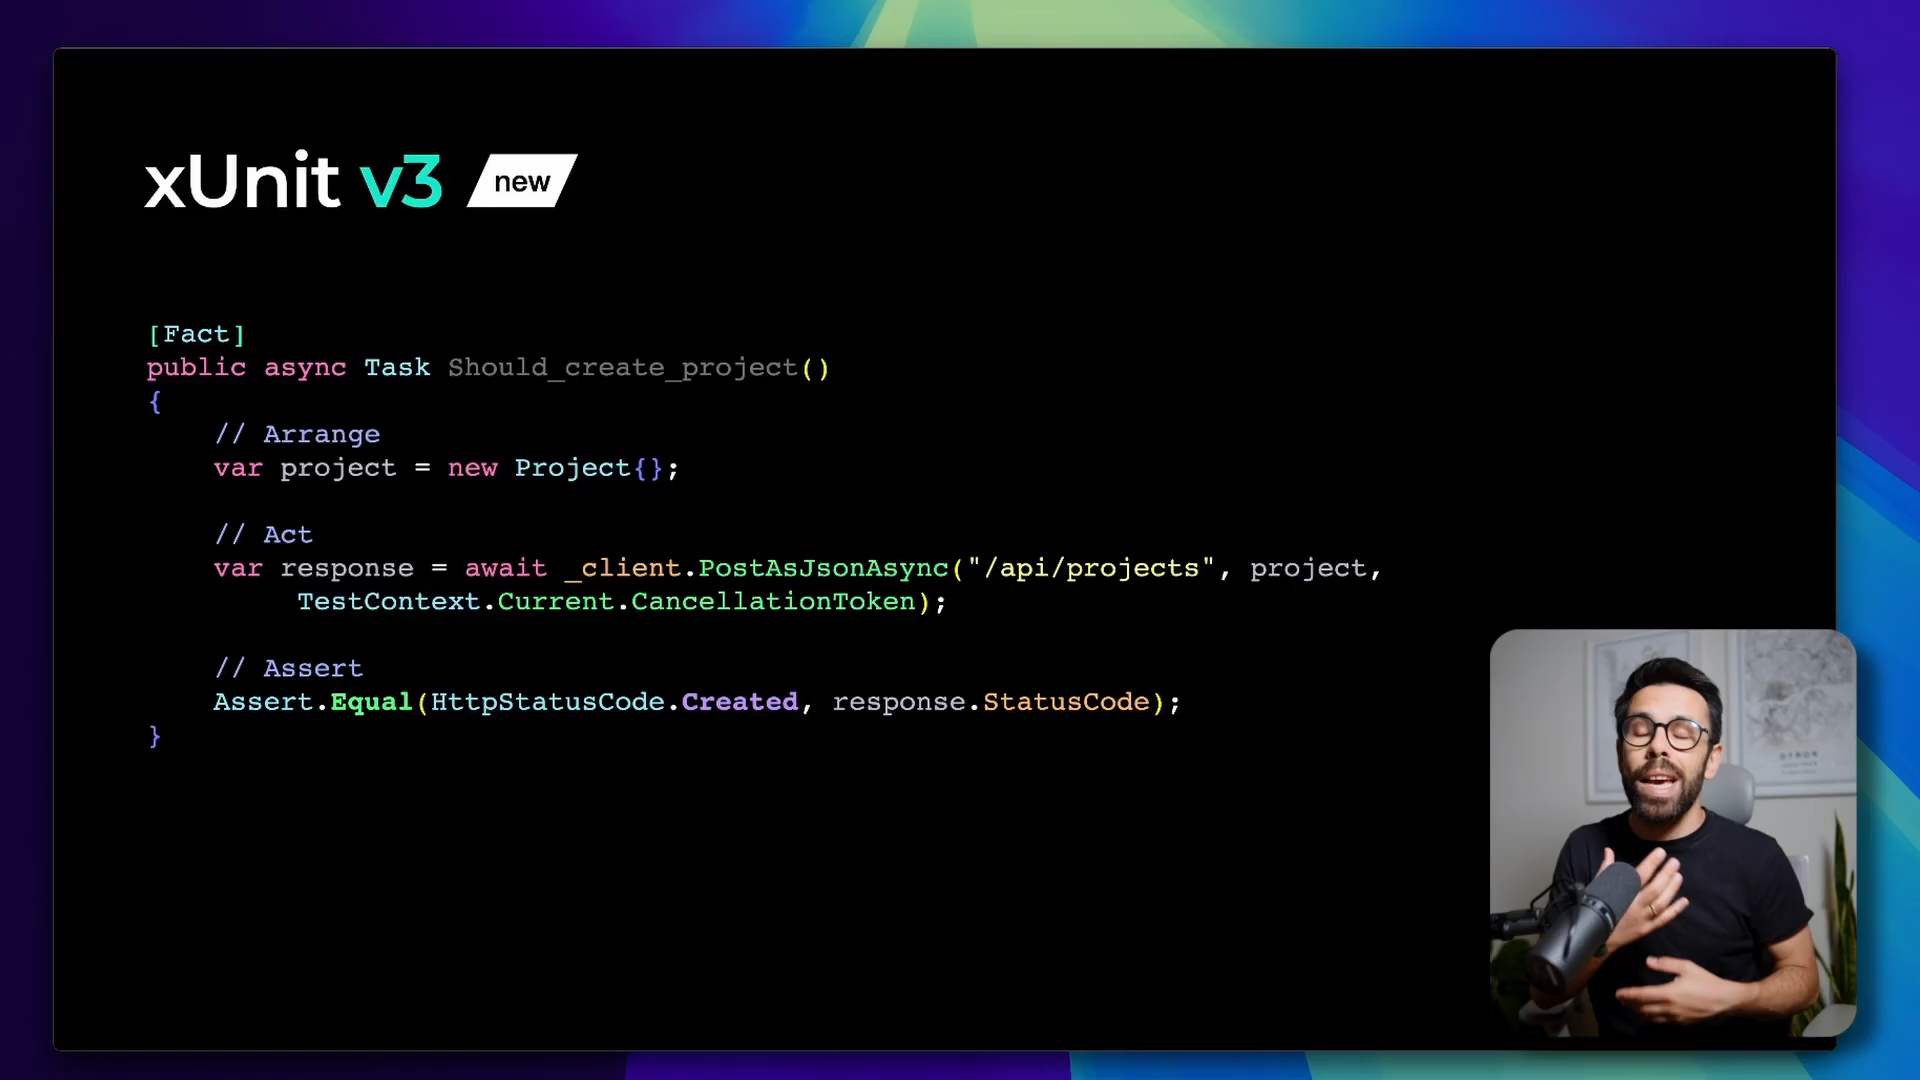 xUnit v3 new
[Fact]
public async Task Should_create_project()
{
    // Arrange
    var project = new Project{};
    // Act
    var response = await _client.PostAsJsonAsync("/api/projects", project,
         TestContext.Current.CancellationToken);
    // Assert
    Assert.Equal(HttpStatusCode.Created, response.StatusCode);
}